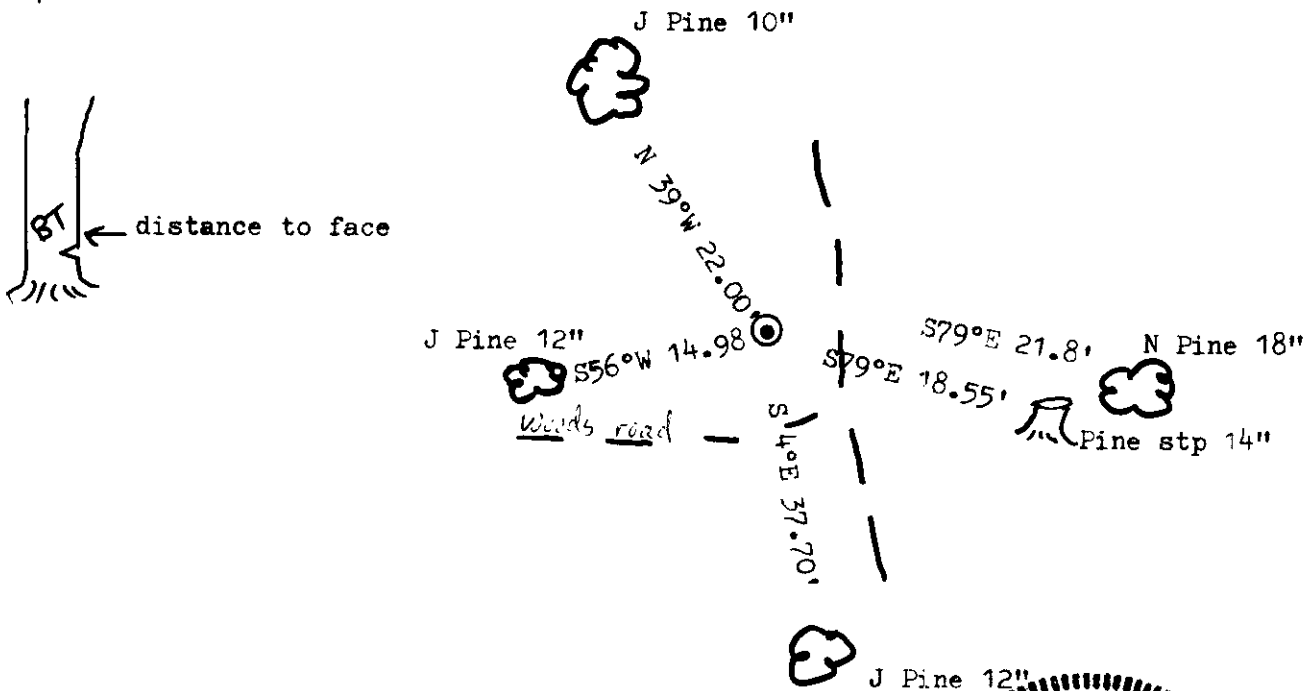 J Pine 10"
N 39°W 22.00'
BT
distance to face
J Pine 12"
S56°W 14.98
S79°E 21.8'
N Pine 18"
S79°E 18.55'
Woods road
Pine stp 14"
S 4°E 37.70'
J Pine 12"